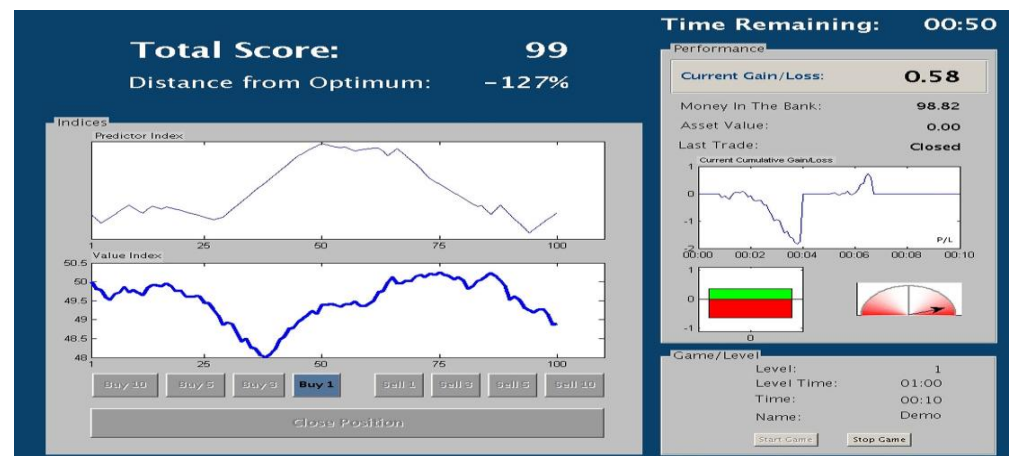 Total Score: 99
Distance from Optimum: -127%
Time Remaining: 00:50
Indices
Predictor Index
1 25 50 75 100
Value Index
50.5
50
49.5
49
48.5
48
1 25 50 75 100
Buy 10 Buy 5 Buy 3 Buy 1 Sell 1 Sell 3 Sell 5 Sell 10
Close Position
Performance
Current Gain/Loss: 0.58
Money In The Bank: 98.82
Asset Value: 0.00
Last Trade: Closed
Current Cumulative Gain/Loss
1
0
-1
-2
P/L
00:00 00:02 00:04 00:06 00:08 00:10
1
0
-1
0
Game/Level
Level: 1
Level Time: 01:00
Time: 00:10
Name: Demo
Start Game Stop Game